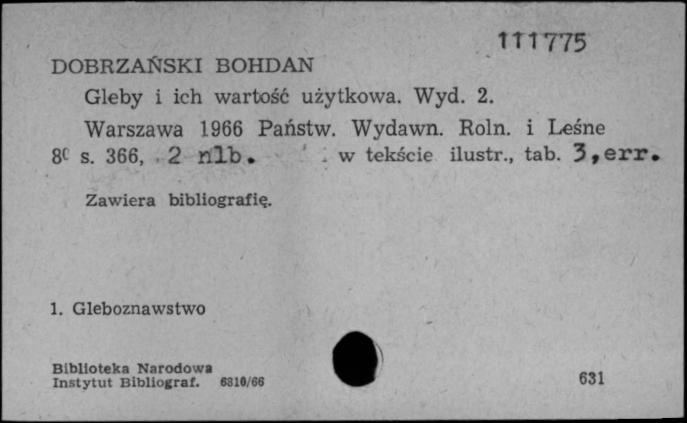 111775
DOBRZAŃSKI BOHDAN
Gleby i ich wartość użytkowa. Wyd. 2.
Warszawa 1966 Państw. Wydawn. Roln. i Leśne
8° s. 366, 2 nlb. w tekście ilustr., tab. 3, err.
Zawiera bibliografię.
1. Gleboznawstwo
Biblioteka Narodowa
Instytut Bibliograf. 6810/66
631